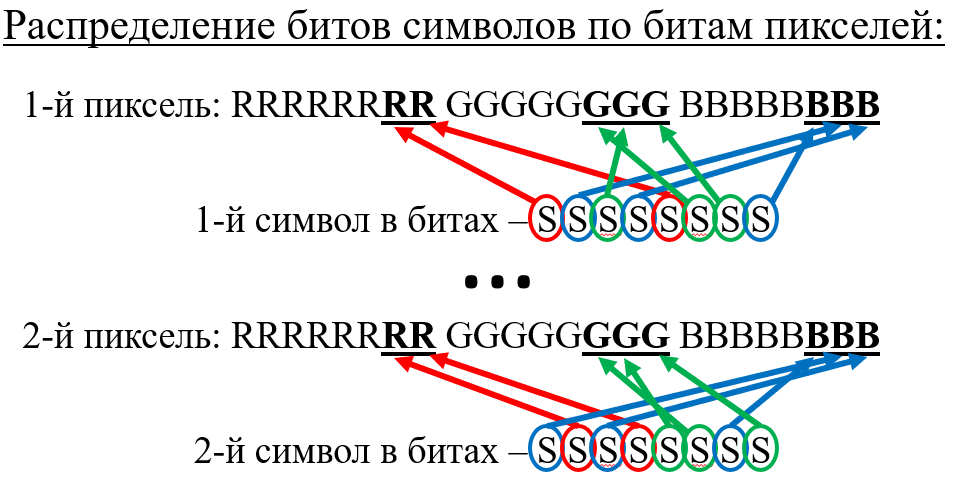 Распределение битов символов по битам пикселей:
1-й пиксель: RRRRRRRR GGGGGGGG BBBBBBBB
1-й символ в битах – SSSSSSSS
...
2-й пиксель: RRRRRRRR GGGGGGGG BBBBBBBB
2-й символ в битах – SSSSSSSS